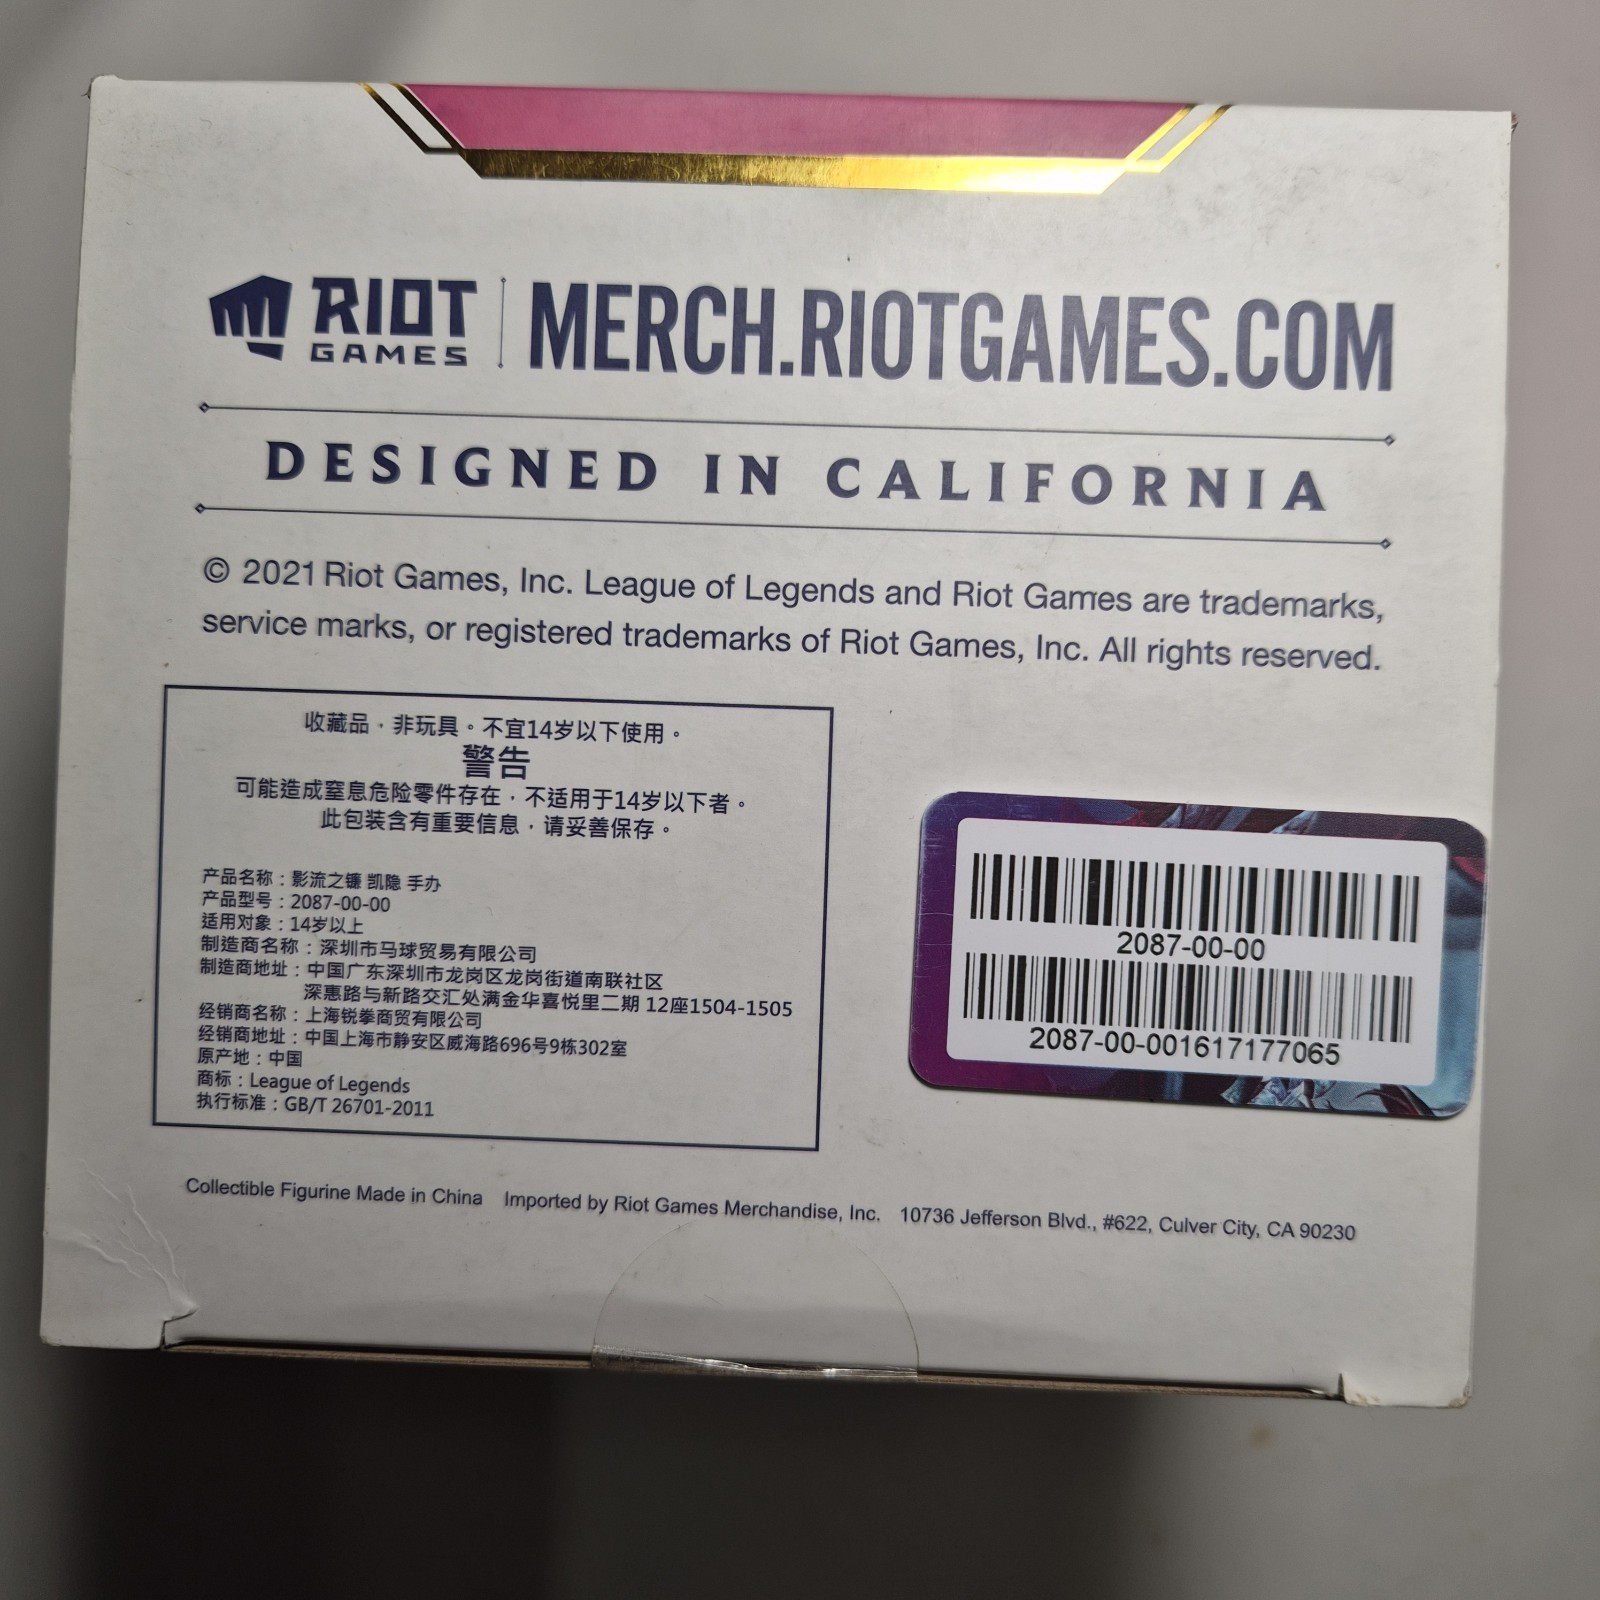 RIOT GAMES | MERCH.RIOTGAMES.COM
DESIGNED IN CALIFORNIA
© 2021 Riot Games, Inc. League of Legends and Riot Games are trademarks,
service marks, or registered trademarks of Riot Games, Inc. All rights reserved.
收藏品，非玩具。不宜14岁以下使用。
警告
可能造成窒息危险零件存在，不适用于14岁以下者。
此包装含有重要信息，请妥善保存。
产品名称：影流之镰 凯隐 手办
产品型号：2087-00-00
适用对象：14岁以上
制造商名称：深圳市马球贸易有限公司
制造商地址：中国广东深圳市龙岗区龙岗街道南联社区
深惠路与新路交汇处满金华喜悦里二期 12座1504-1505
经销商名称：上海锐拳商贸有限公司
经销商地址：中国上海市静安区威海路696号9栋302室
原产地：中国
商标：League of Legends
执行标准：GB/T 26701-2011
2087-00-00
2087-00-001617177065
Collectible Figurine Made in China Imported by Riot Games Merchandise, Inc. 10736 Jefferson Blvd., #622, Culver City, CA 90230